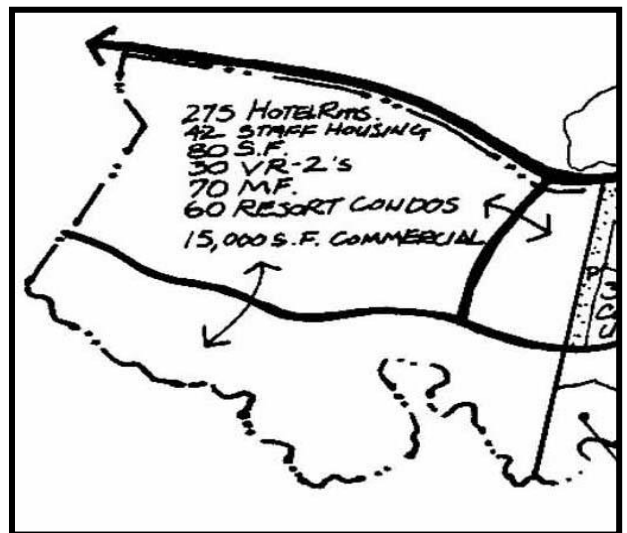 275 HOTEL RMS.
42 STAFF HOUSING
80 S.F.
30 VR-2's
70 MF.
60 RESORT CONDOS
15,000 S.F. COMMERCIAL